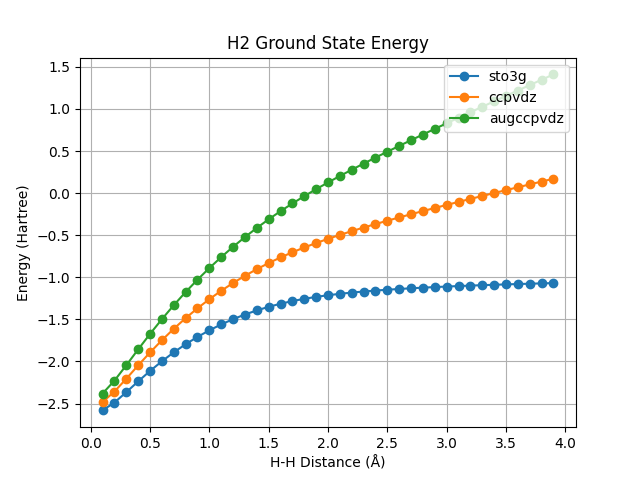 H2 Ground State Energy
1.5
1.0
0.5
0.0
−0.5
−1.0
−1.5
−2.0
−2.5
Energy (Hartree)
sto3g
ccpvdz
augccpvdz
0.0 0.5 1.0 1.5 2.0 2.5 3.0 3.5 4.0
H-H Distance (Å)